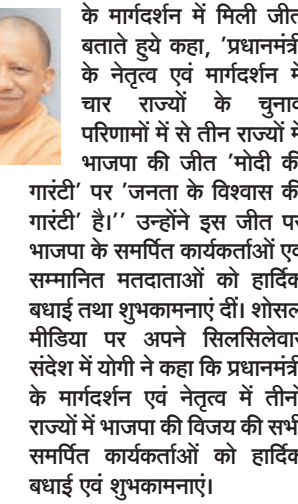 के मार्गदर्शन में मिली जीत
बताते हुये कहा, 'प्रधानमंत्री
के नेतृत्व एवं मार्गदर्शन में
चार राज्यों के चुनाव
परिणामों में से तीन राज्यों में
भाजपा की जीत 'मोदी की
गारंटी' पर 'जनता के विश्वास की
गारंटी' है।'' उन्होंने इस जीत पर
भाजपा के समर्पित कार्यकर्ताओं एवं
सम्मानित मतदाताओं को हार्दिक
बधाई तथा शुभकामनाएं दीं। शोसल
मीडिया पर अपने सिलसिलेवार
संदेश में योगी ने कहा कि प्रधानमंत्री
के मार्गदर्शन एवं नेतृत्व में तीनों
राज्यों में भाजपा की विजय की सभी
समर्पित कार्यकर्ताओं को हार्दिक
बधाई एवं शुभकामनाएं।